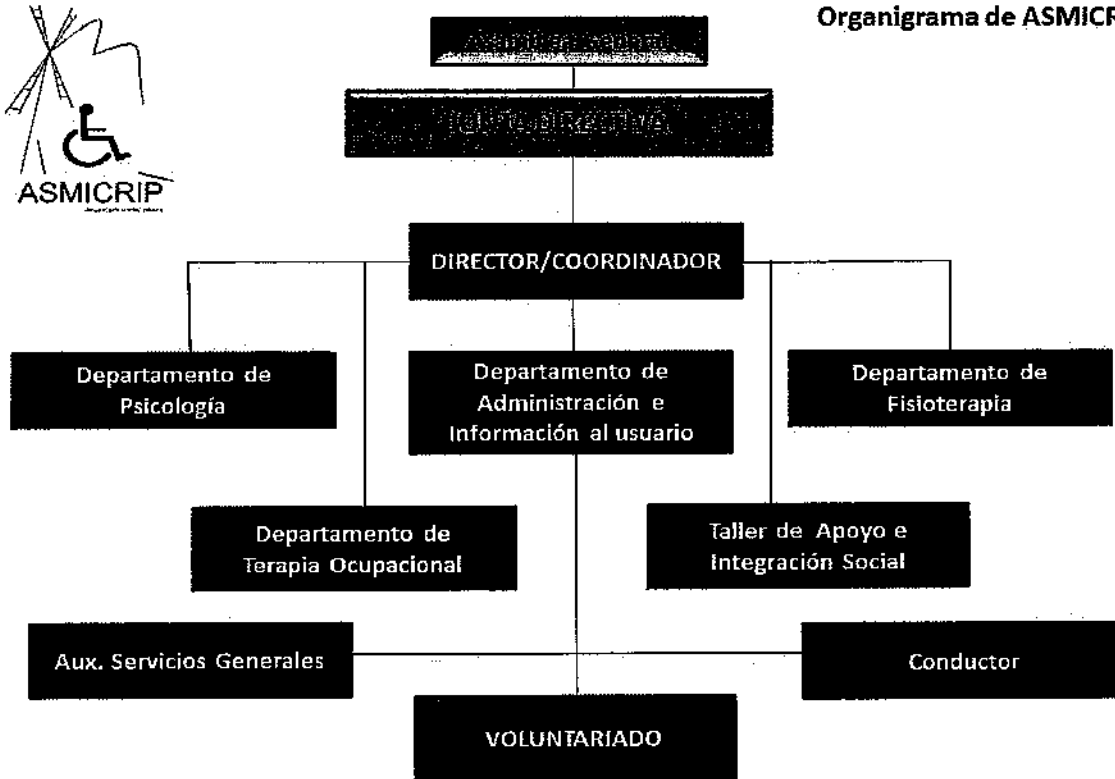 Organigrama de ASMICR
ASMICRIP
DIRECTOR/COORDINADOR
Departamento de
Psicología
Departamento de
Administración e
Información al usuario
Departamento de
Fisioterapia
Departamento de
Terapia Ocupacional
Taller de Apoyo e
Integración Social
Aux. Servicios Generales
Conductor
VOLUNTARIADO